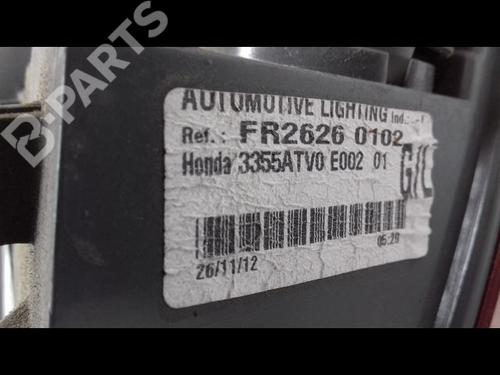 B-PARTS
AUTOMOTIVE LIGHTING
Ref.: FR2626 0102
Honda 3355ATV0 E002 01
G/L
05:29
26/11/12